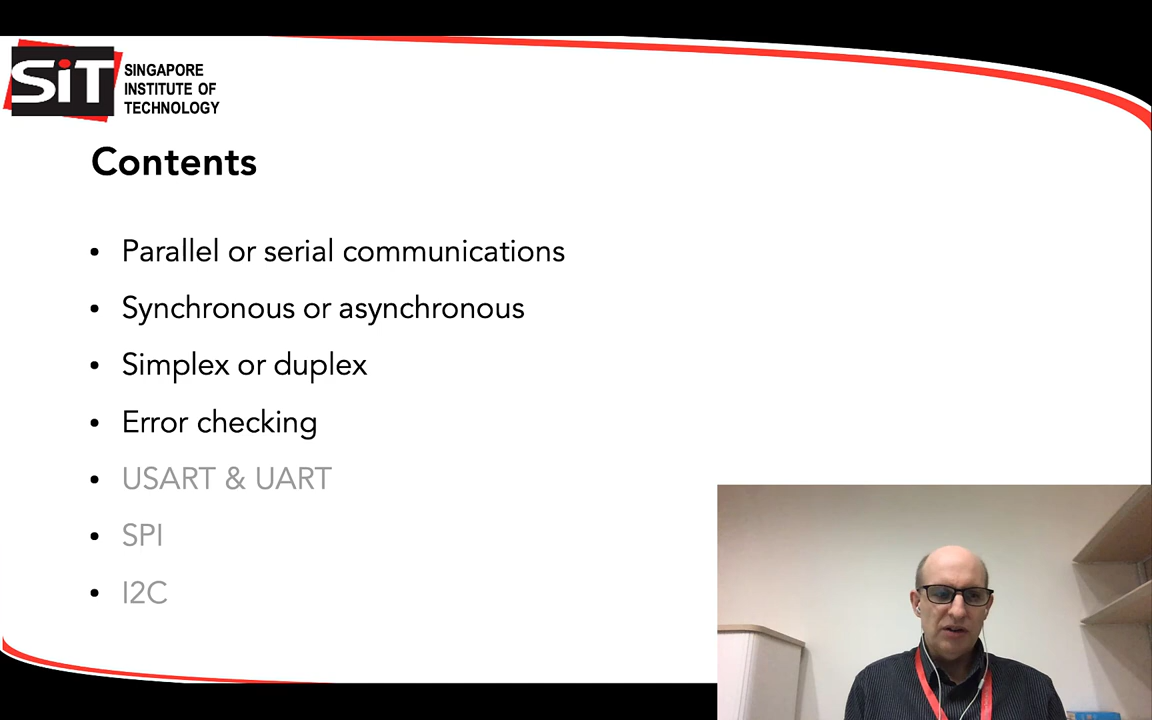 SiT
SINGAPORE
INSTITUTE OF
TECHNOLOGY
Contents
• Parallel or serial communications
• Synchronous or asynchronous
• Simplex or duplex
• Error checking
• USART & UART
• SPI
• I2C